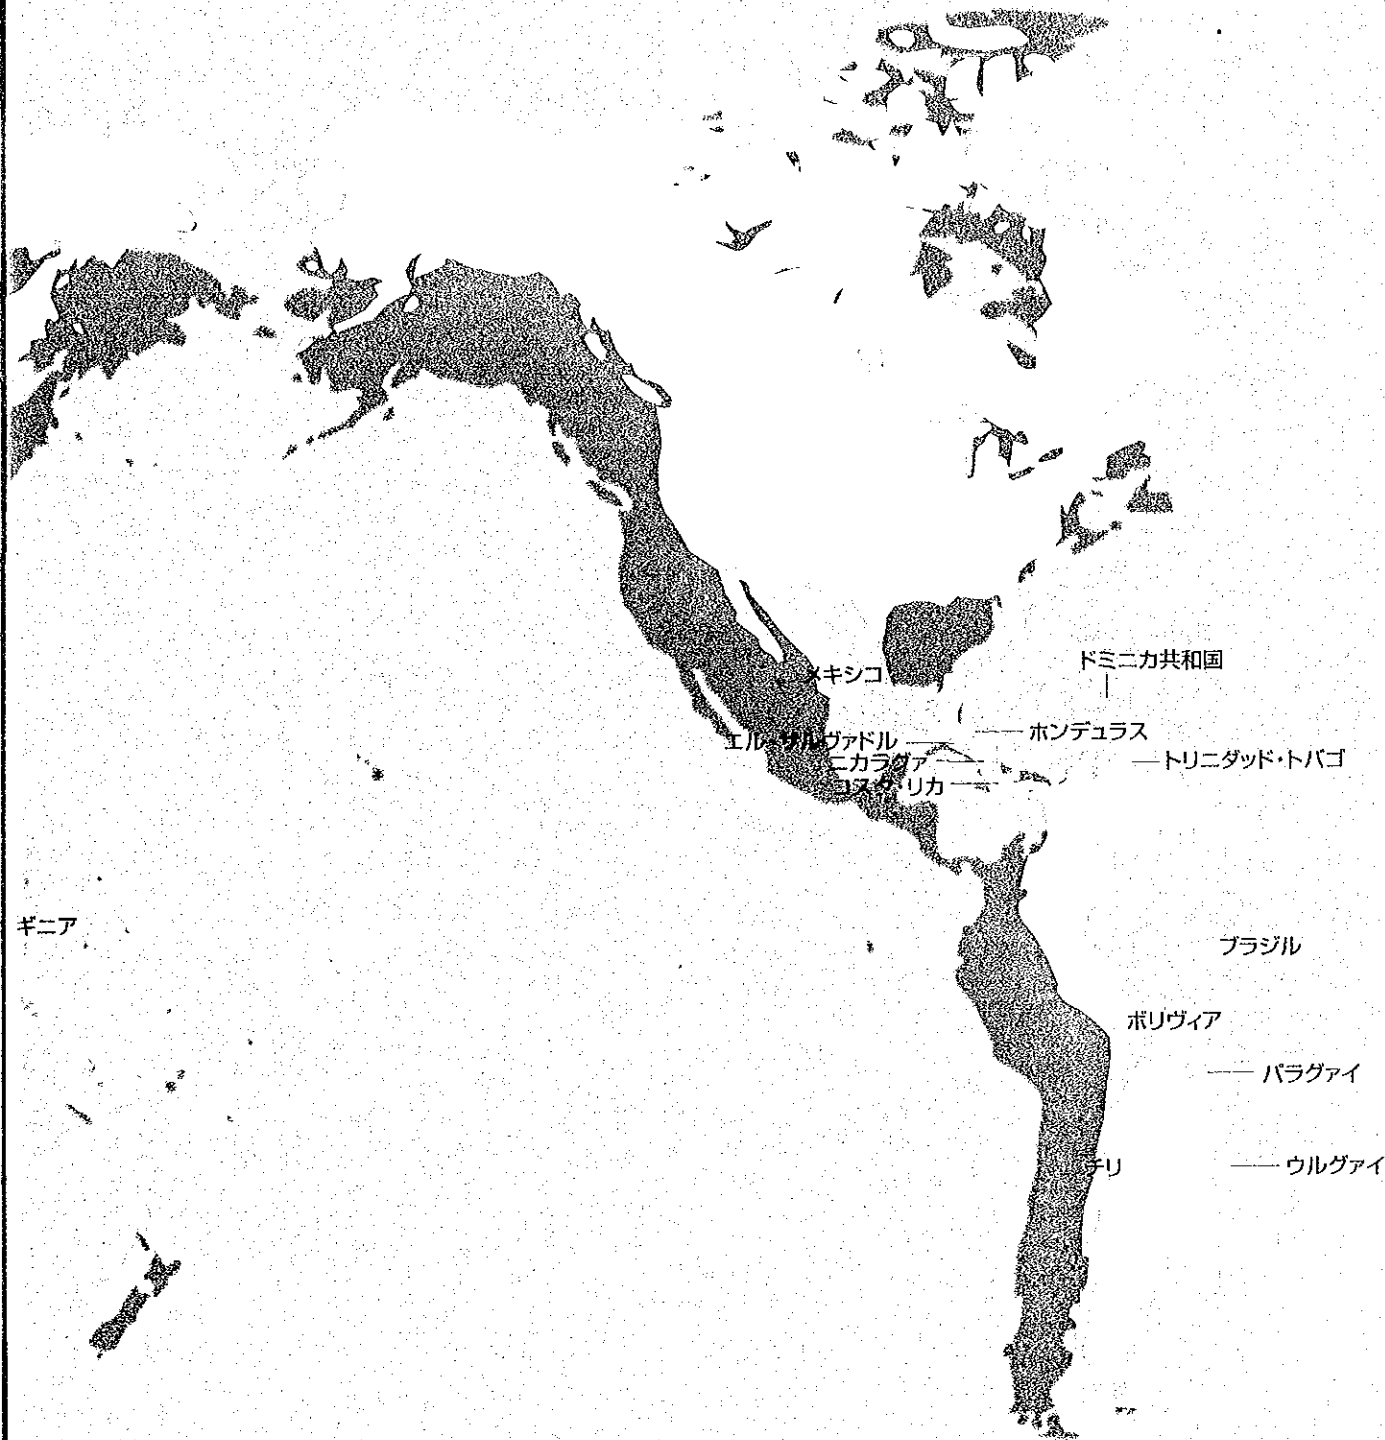 ドミニカ共和国
メキシコ
ホンデュラス
エル・サルヴァドル
トリニダッド・トバゴ
ニカラグァ
コスタ・リカ
ギニア
ブラジル
ボリヴィア
パラグァイ
チリ
ウルグァイ